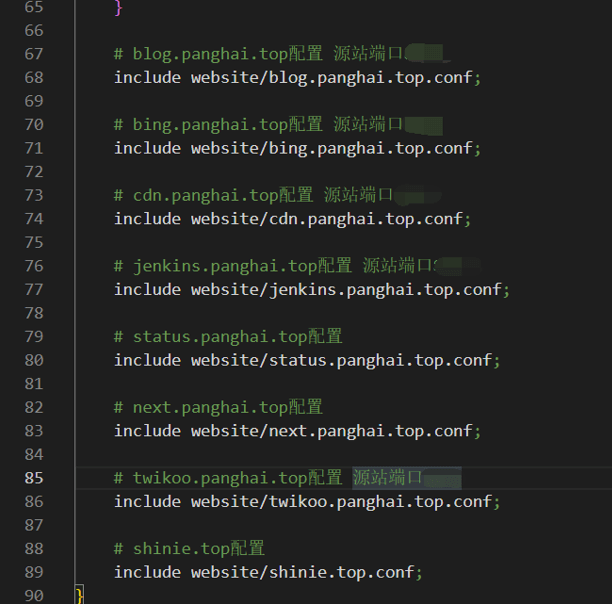 65 }
66
67 # blog.panghai.top配置 源站端口
68 include website/blog.panghai.top.conf;
69
70 # bing.panghai.top配置 源站端口
71 include website/bing.panghai.top.conf;
72
73 # cdn.panghai.top配置 源站端口
74 include website/cdn.panghai.top.conf;
75
76 # jenkins.panghai.top配置 源站端口
77 include website/jenkins.panghai.top.conf;
78
79 # status.panghai.top配置
80 include website/status.panghai.top.conf;
81
82 # next.panghai.top配置
83 include website/next.panghai.top.conf;
84
85 # twikoo.panghai.top配置 源站端口
86 include website/twikoo.panghai.top.conf;
87
88 # shinie.top配置
89 include website/shinie.top.conf;
90 }